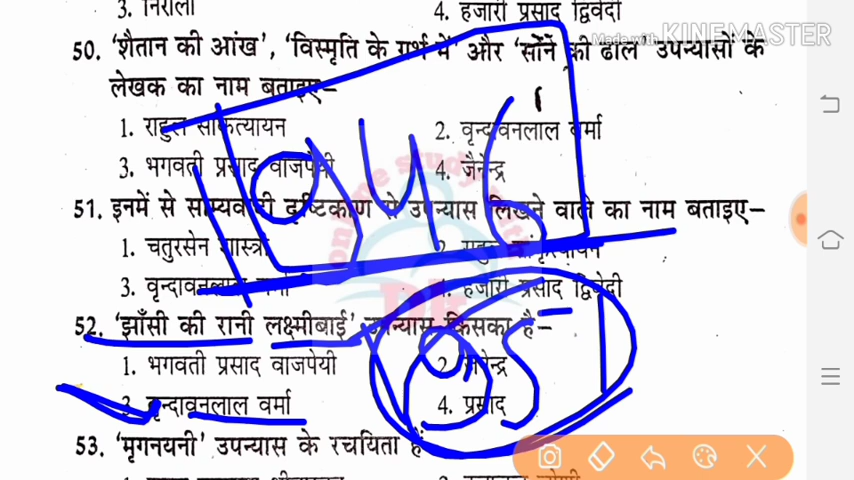 3. निराला 4. हजारी प्रसाद द्विवेदी
Made with KINEMASTER
50. 'शैतान की आंख', 'विस्मृति के गर्भ में' और 'सोने की ढाल' उपन्यासों के
लेखक का नाम बताइए-
1. राहुल सांकृत्यायन 2. वृन्दावनलाल वर्मा
3. भगवती प्रसाद वाजपेयी 4. जैनेन्द्र
51. इनमें से साम्यवादी दृष्टिकोण से उपन्यास लिखने वाले का नाम बताइए-
1. चतुरसेन शास्त्री 2. राहुल सांकृत्यायन
3. वृन्दावनलाल वर्मा 4. हजारी प्रसाद द्विवेदी
52. 'झाँसी की रानी लक्ष्मीबाई' उपन्यास किसका है-
1. भगवती प्रसाद वाजपेयी 2. जैनेन्द्र
3. वृन्दावनलाल वर्मा 4. प्रसाद
53. 'मृगनयनी' उपन्यास के रचयिता हैं